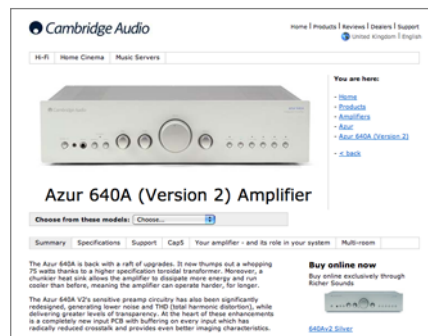 Cambridge Audio
Home | Products | Reviews | Dealers | Support
United Kingdom | English
Hi-Fi Home Cinema Music Servers
You are here:
- Home
- Products
- Amplifiers
- Azur
- Azur 640A (Version 2)
- < back
Azur 640A (Version 2) Amplifier
Choose from these models: Choose...
Summary Specifications Support Cap5 Your amplifier - and its role in your system Multi-room
The Azur 640A is back with a raft of upgrades. It now thumps out a whopping
75 watts thanks to a higher specification toroidal transformer. Moreover, a
chunkier heat sink allows the amplifier to dissipate more energy and run
cooler than before, meaning the amplifier can operate harder, for longer.
The Azur 640A V2's sensitive preamp circuitry has also been significantly
redesigned, generating lower noise and THD (total harmonic distortion), while
delivering greater levels of transparency. At the heart of these enhancements
is a completely new input PCB with buffering on every input which has
radically reduced crosstalk and provides even better imaging characteristics.
Buy online now
Buy online exclusively through
Richer Sounds
640Av2 Silver